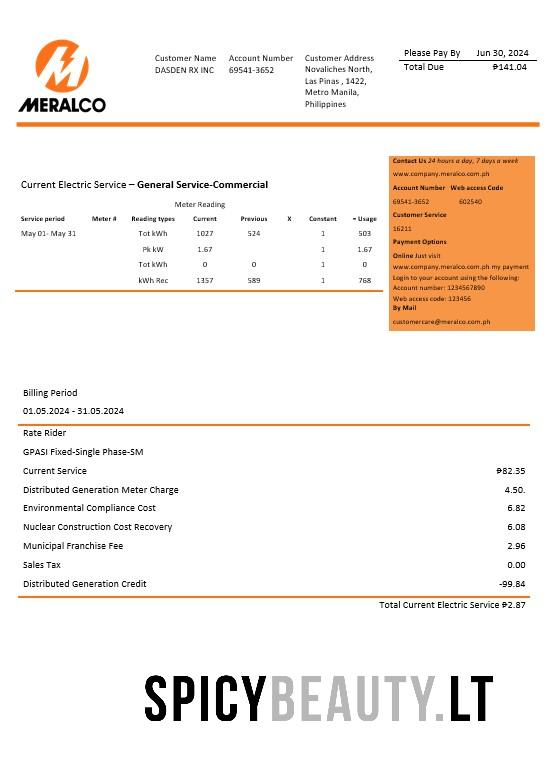 MERALCO
Customer Name Account Number Customer Address
DASDEN RX INC 69541-3652 Novaliches North,
Las Pinas , 1422,
Metro Manila,
Philippines
Please Pay By Jun 30, 2024
Total Due ₱141.04
Current Electric Service – General Service-Commercial
Meter Reading
Service period Meter # Reading types Current Previous X Constant = Usage
May 01- May 31 Tot kWh 1027 524 1 503
Pk kW 1.67 1 1.67
Tot kWh 0 0 1 0
kWh Rec 1357 589 1 768
Contact Us 24 hours a day, 7 days a week
www.company.meralco.com.ph
Account Number Web access Code
69541-3652 602540
Customer Service
16211
Payment Options
Online Just visit
www.company.meralco.com.ph my payment
Login to your account using the following:
Account number: 1234567890
Web access code: 123456
By Mail
customercare@meralco.com.ph
Billing Period
01.05.2024 - 31.05.2024
Rate Rider
GPASI Fixed-Single Phase-SM
Current Service ₱82.35
Distributed Generation Meter Charge 4.50.
Environmental Compliance Cost 6.82
Nuclear Construction Cost Recovery 6.08
Municipal Franchise Fee 2.96
Sales Tax 0.00
Distributed Generation Credit -99.84
Total Current Electric Service ₱2.87
SPICYBEAUTY.LT